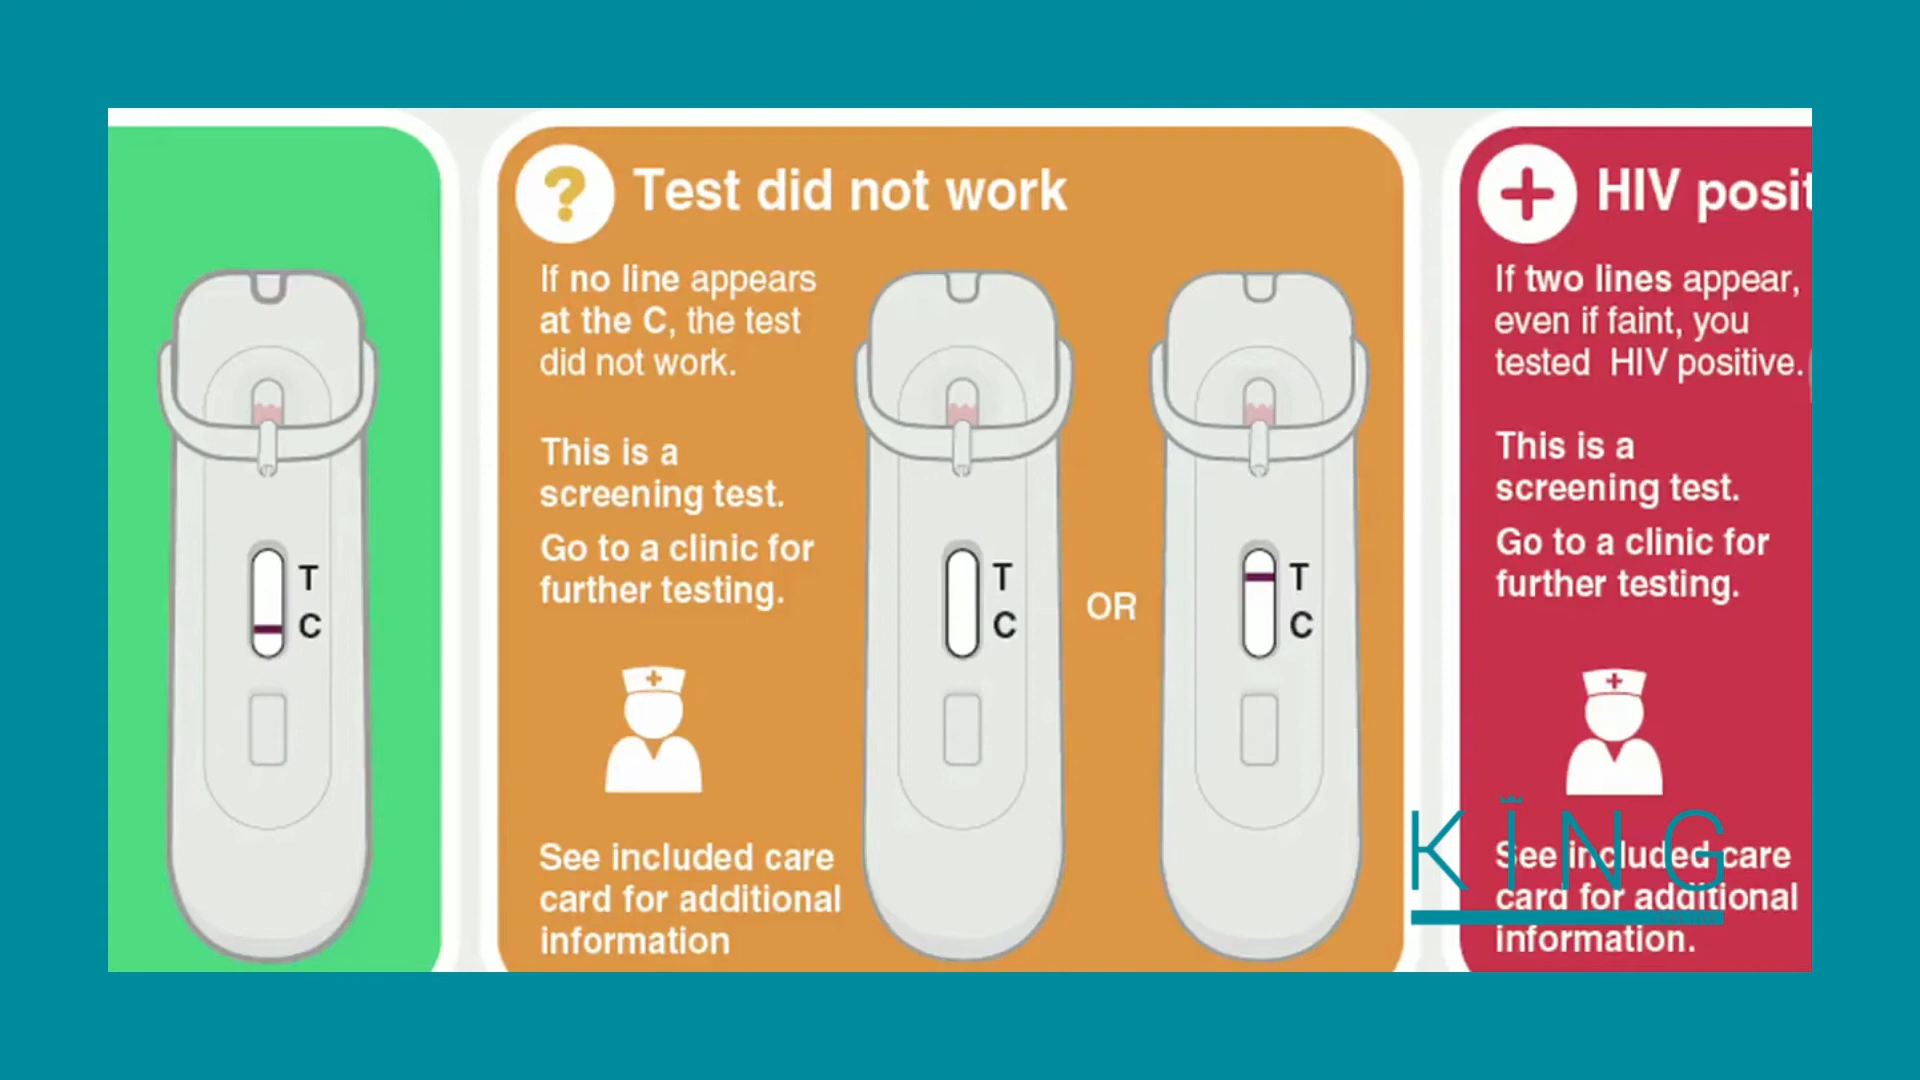 T
C
?
Test did not work
If no line appears
at the C, the test
did not work.
This is a
screening test.
Go to a clinic for
further testing.
See included care
card for additional
information
T
C
OR
T
C
HIV posit
If two lines appear,
even if faint, you
tested HIV positive.
This is a
screening test.
Go to a clinic for
further testing.
See included care
card for additional
information.
KING